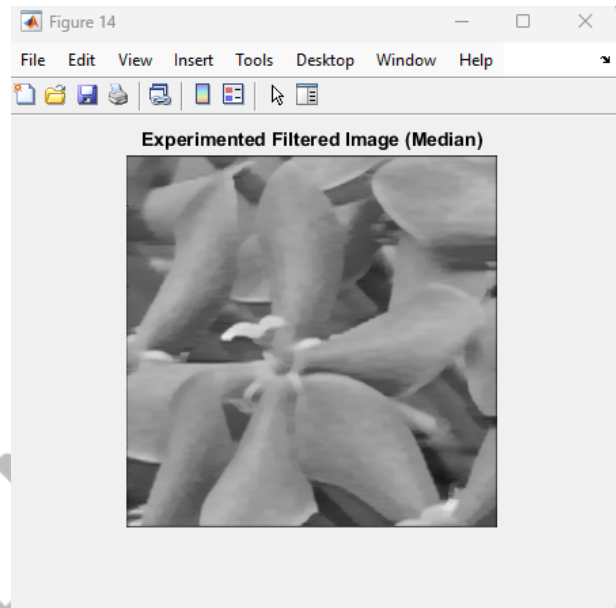 Figure 14
File Edit View Insert Tools Desktop Window Help
Experimented Filtered Image (Median)